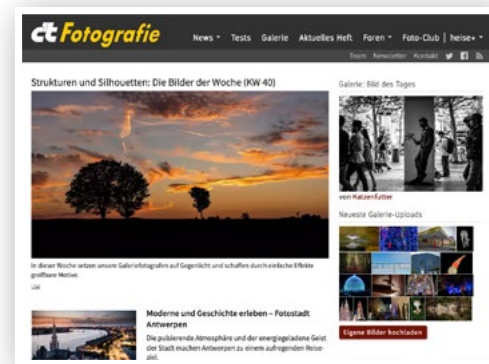 c't Fotografie
News Tests Galerie Aktuelles Heft Foren Foto-Club | heise+
Team Newsletter Kontakt
Strukturen und Silhouetten: Die Bilder der Woche (KW 40)
In dieser Woche setzen unsere Galeriefotografen auf Gegenlicht und schaffen durch einfache Effekte
greifbare Motive.
Moderne und Geschichte erleben – Fotostadt
Antwerpen
Die pulsierende Atmosphäre und der energiegeladene Geist
der Stadt machen Antwerpen zu einem aufregenden Reise-
ziel.
Galerie: Bild des Tages
von Katzenfutter
Neueste Galerie-Uploads
Eigene Bilder hochladen